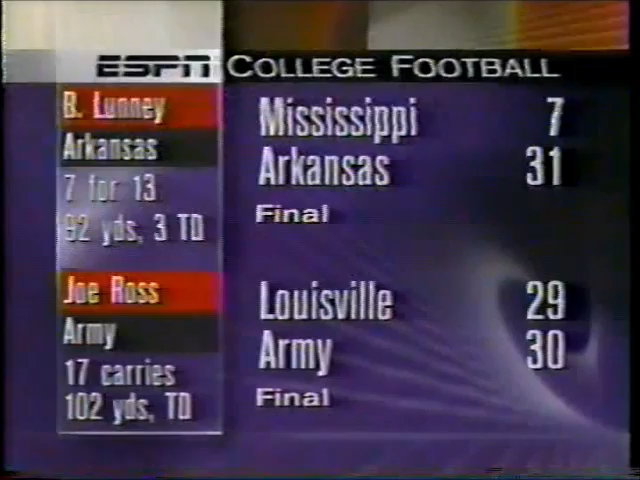 ESPN COLLEGE FOOTBALL
B. Lunney
Arkansas
7 for 13
92 yds, 3 TD
Mississippi 7
Arkansas 31
Final
Joe Ross
Army
17 carries
102 yds, TD
Louisville 29
Army 30
Final